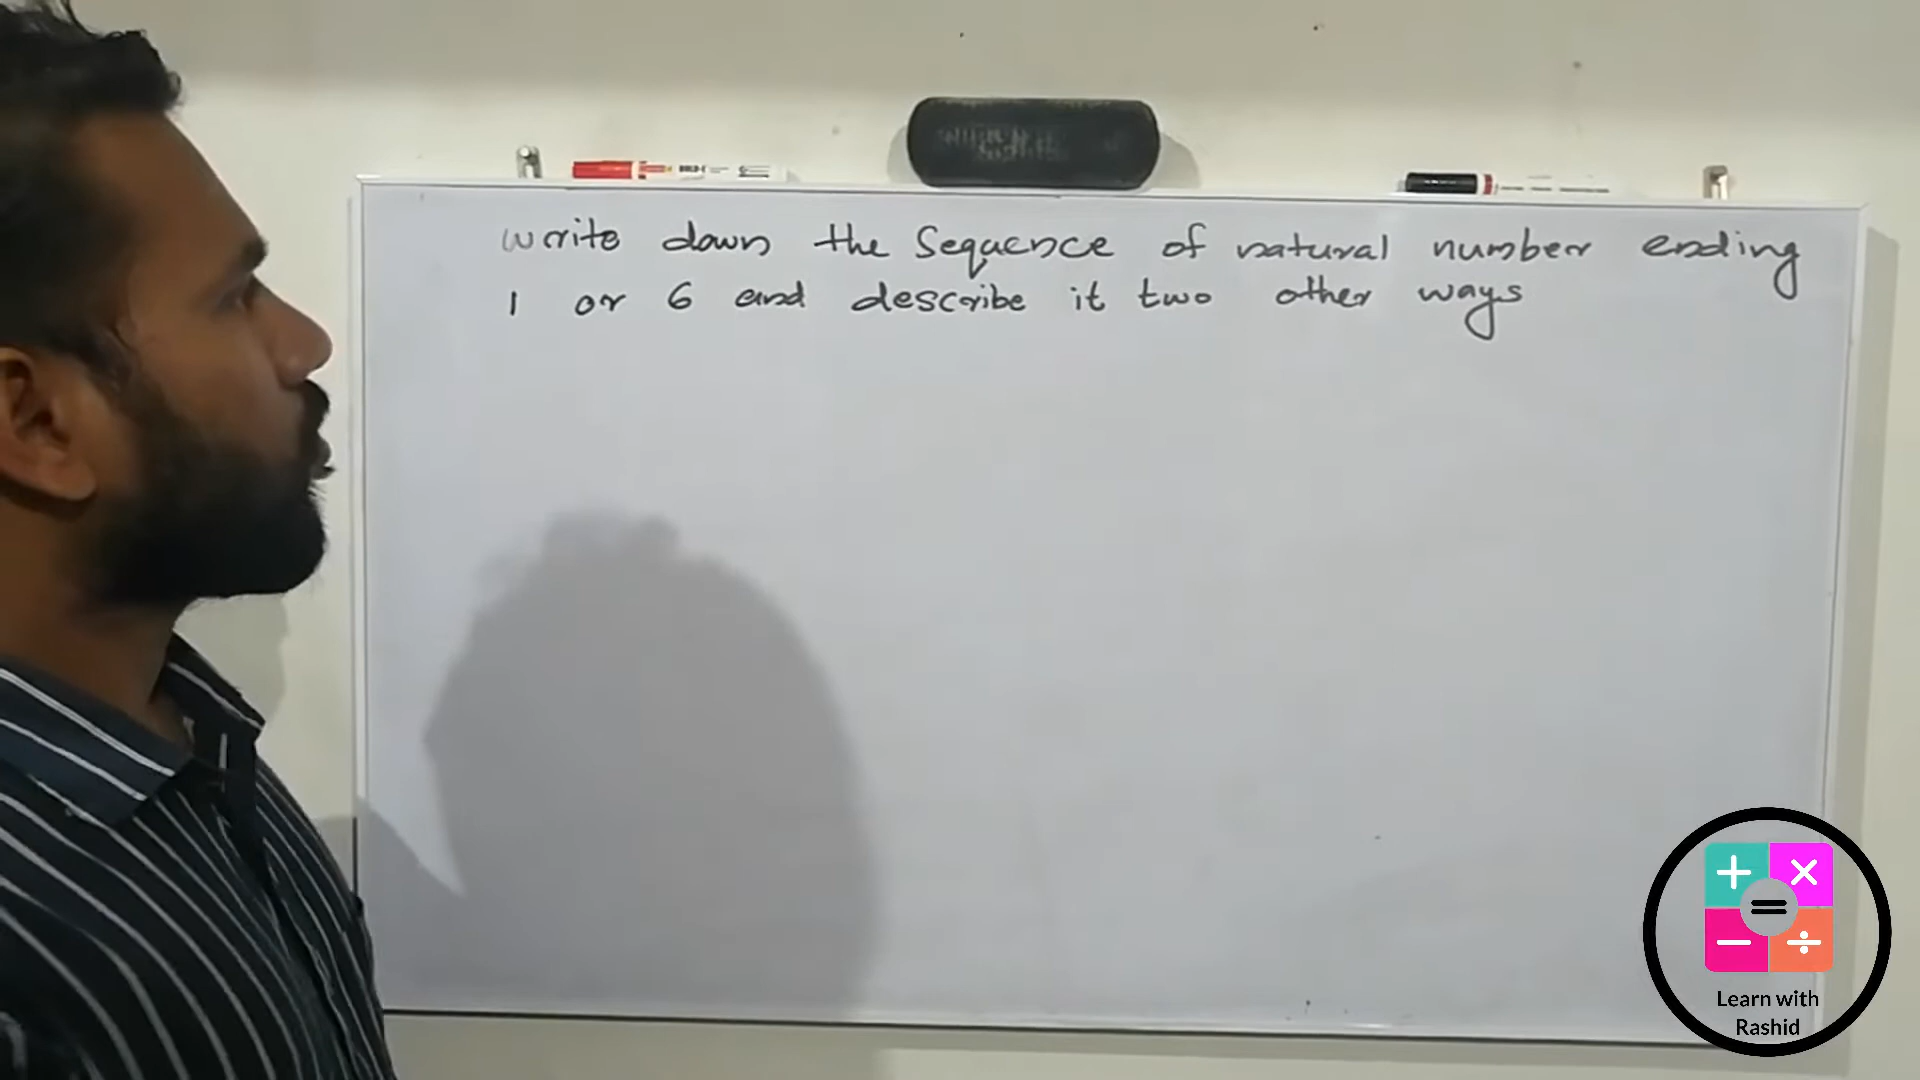 write down the Sequence of natural number ending
1 or 6 and describe it two other ways
+ ×
=
− ÷
Learn with
Rashid